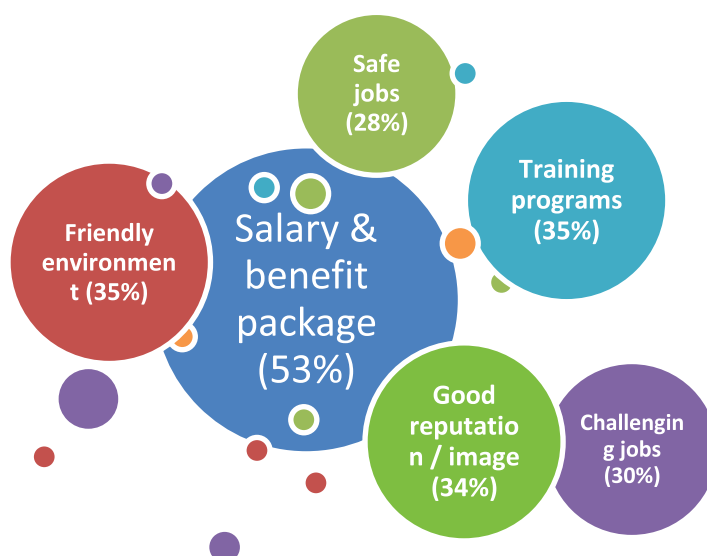 Safe
jobs
(28%)
Training
programs
(35%)
Friendly
environmen
t (35%)
Salary &
benefit
package
(53%)
Good
reputatio
n / image
(34%)
Challengin
g jobs
(30%)